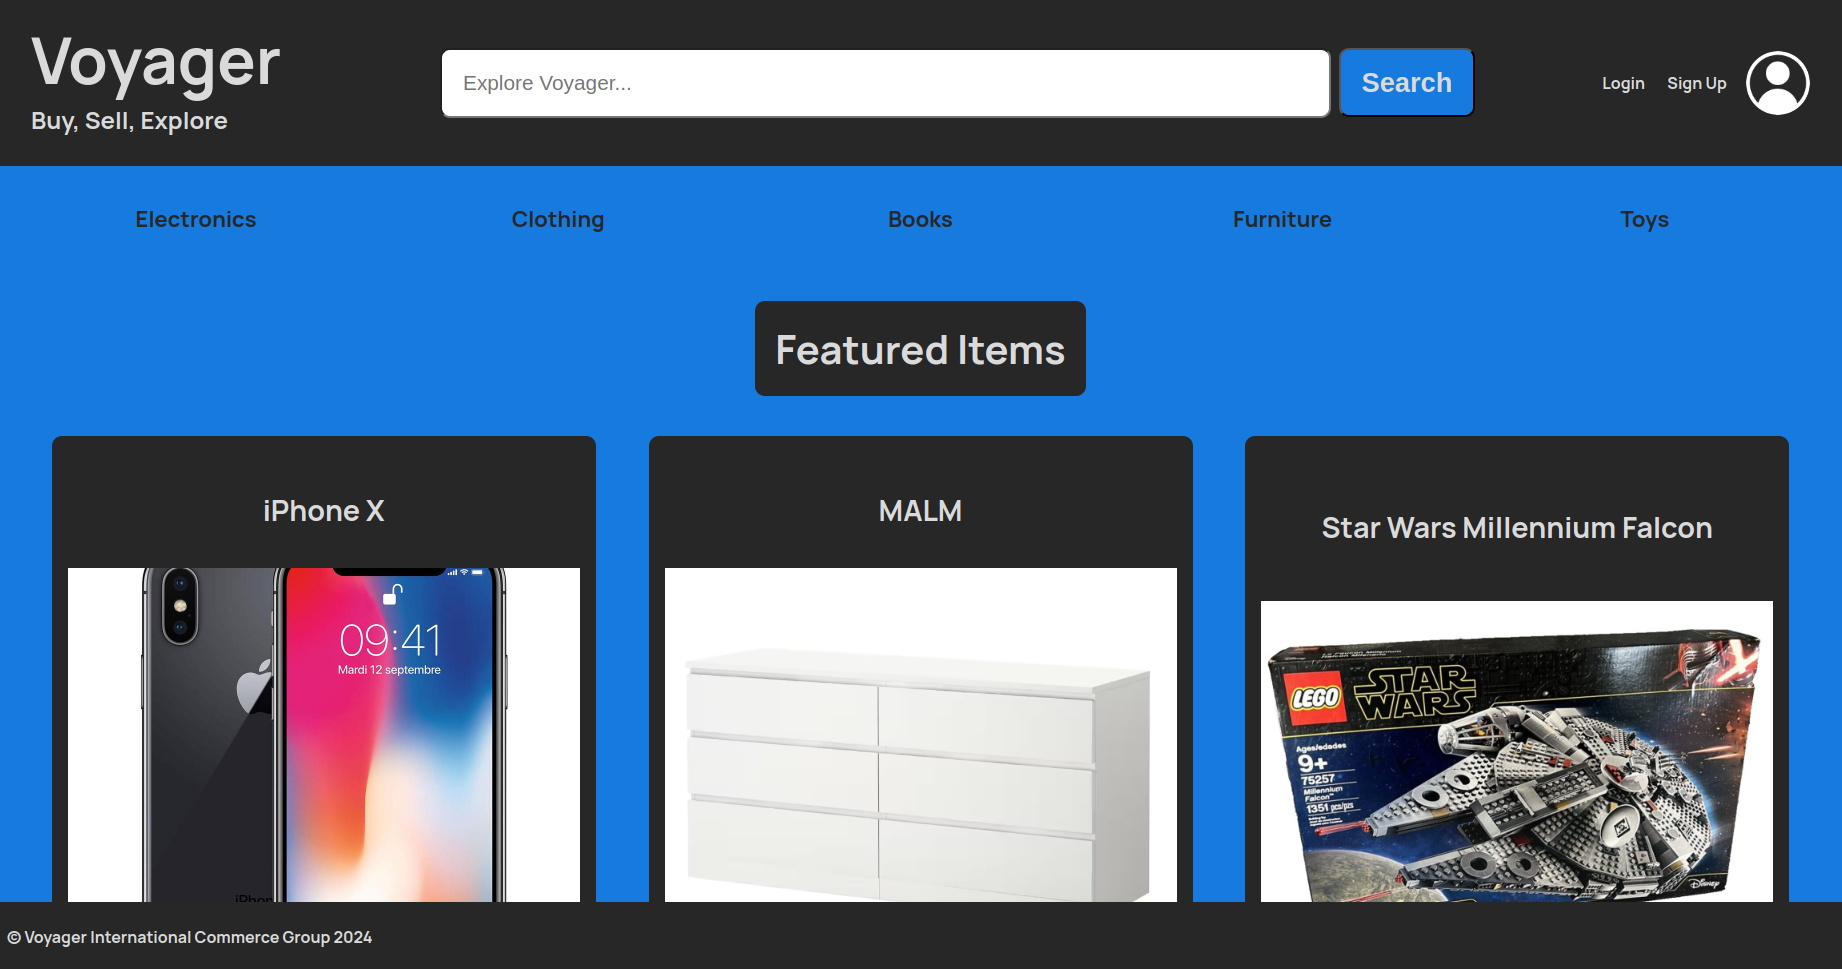 Voyager
Buy, Sell, Explore
Explore Voyager...
Search
Login
Sign Up
Electronics
Clothing
Books
Furniture
Toys
Featured Items
iPhone X
MALM
Star Wars Millennium Falcon
09:41
Mardi 12 septembre
LEGO
STAR
WARS
Ages/edades
9+
75257
Millennium
Falcon™
1351 pcs/pzs
Disney
© Voyager International Commerce Group 2024